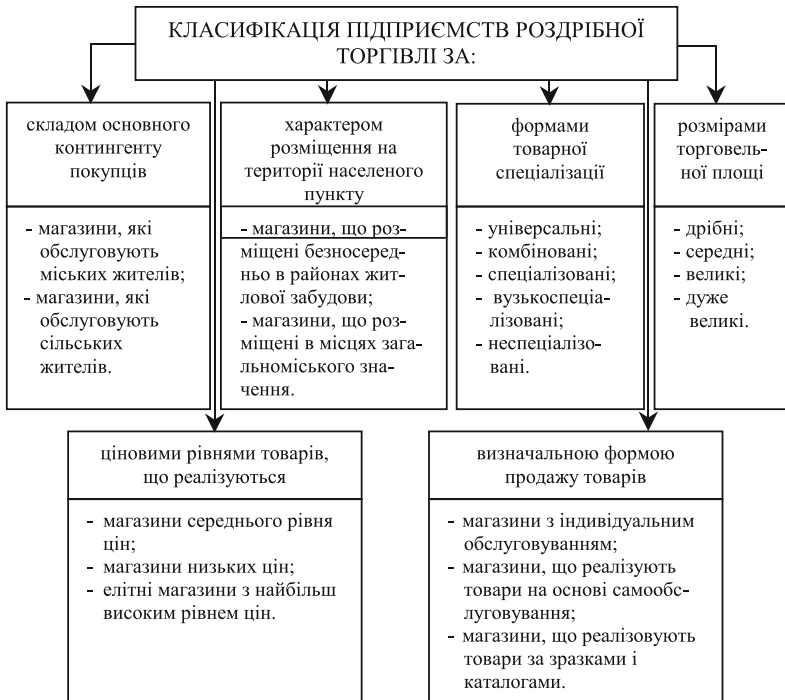 КЛАСИФІКАЦІЯ ПІДПРИЄМСТВ РОЗДРІБНОЇ
ТОРГІВЛІ ЗА:
складом основного
контингенту
покупців
- магазини, які
обслуговують
міських жителів;
- магазини, які
обслуговують
сільських
жителів.
характером
розміщення на
території населеного
пункту
- магазини, що роз-
міщені безносеред-
ньо в районах жит-
лової забудови;
- магазини, що роз-
міщені в місцях зага-
льноміського зна-
чення.
формами
товарної
спеціалізації
- універсальні;
- комбіновані;
- спеціалізовані;
- вузькоспеціа-
лізовані;
- неспеціалізо-
вані.
розмірами
торговель-
ної площі
- дрібні;
- середні;
- великі;
- дуже
великі.
ціновими рівнями товарів,
що реалізуються
- магазини середнього рівня
цін;
- магазини низьких цін;
- елітні магазини з найбільш
високим рівнем цін.
визначальною формою
продажу товарів
- магазини з індивідуальним
обслуговуванням;
- магазини, що реалізують
товари на основі самообс-
луговування;
- магазини, що реалізовують
товари за зразками і
каталогами.